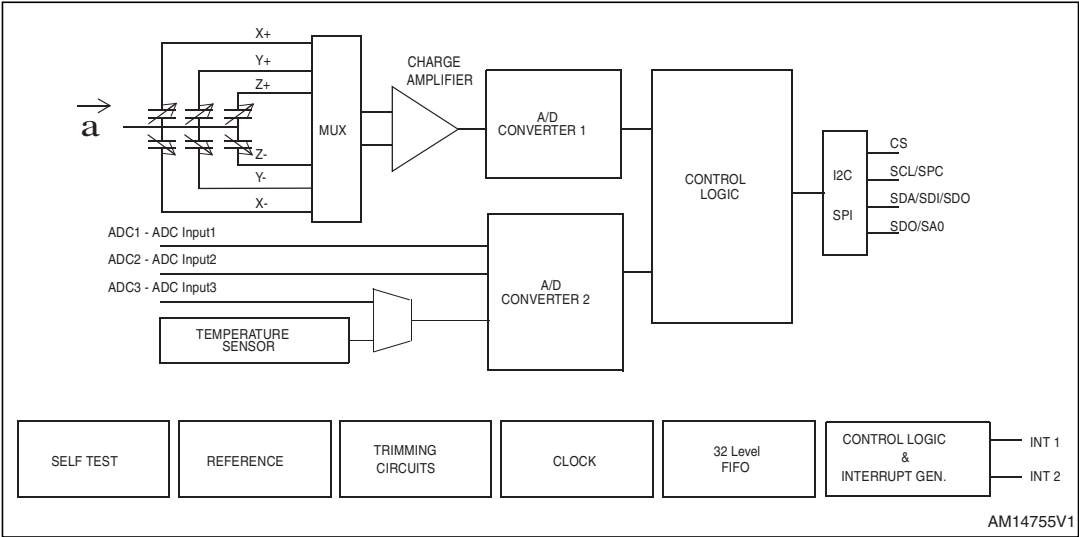 X+
Y+
Z+
a
Z-
Y-
X-
MUX
CHARGE
AMPLIFIER
A/D
CONVERTER 1
CONTROL
LOGIC
I2C
SPI
CS
SCL/SPC
SDA/SDI/SDO
SDO/SA0
ADC1 - ADC Input1
ADC2 - ADC Input2
ADC3 - ADC Input3
A/D
CONVERTER 2
TEMPERATURE
SENSOR
SELF TEST
REFERENCE
TRIMMING
CIRCUITS
CLOCK
32 Level
FIFO
CONTROL LOGIC
&
INTERRUPT GEN.
INT 1
INT 2
AM14755V1